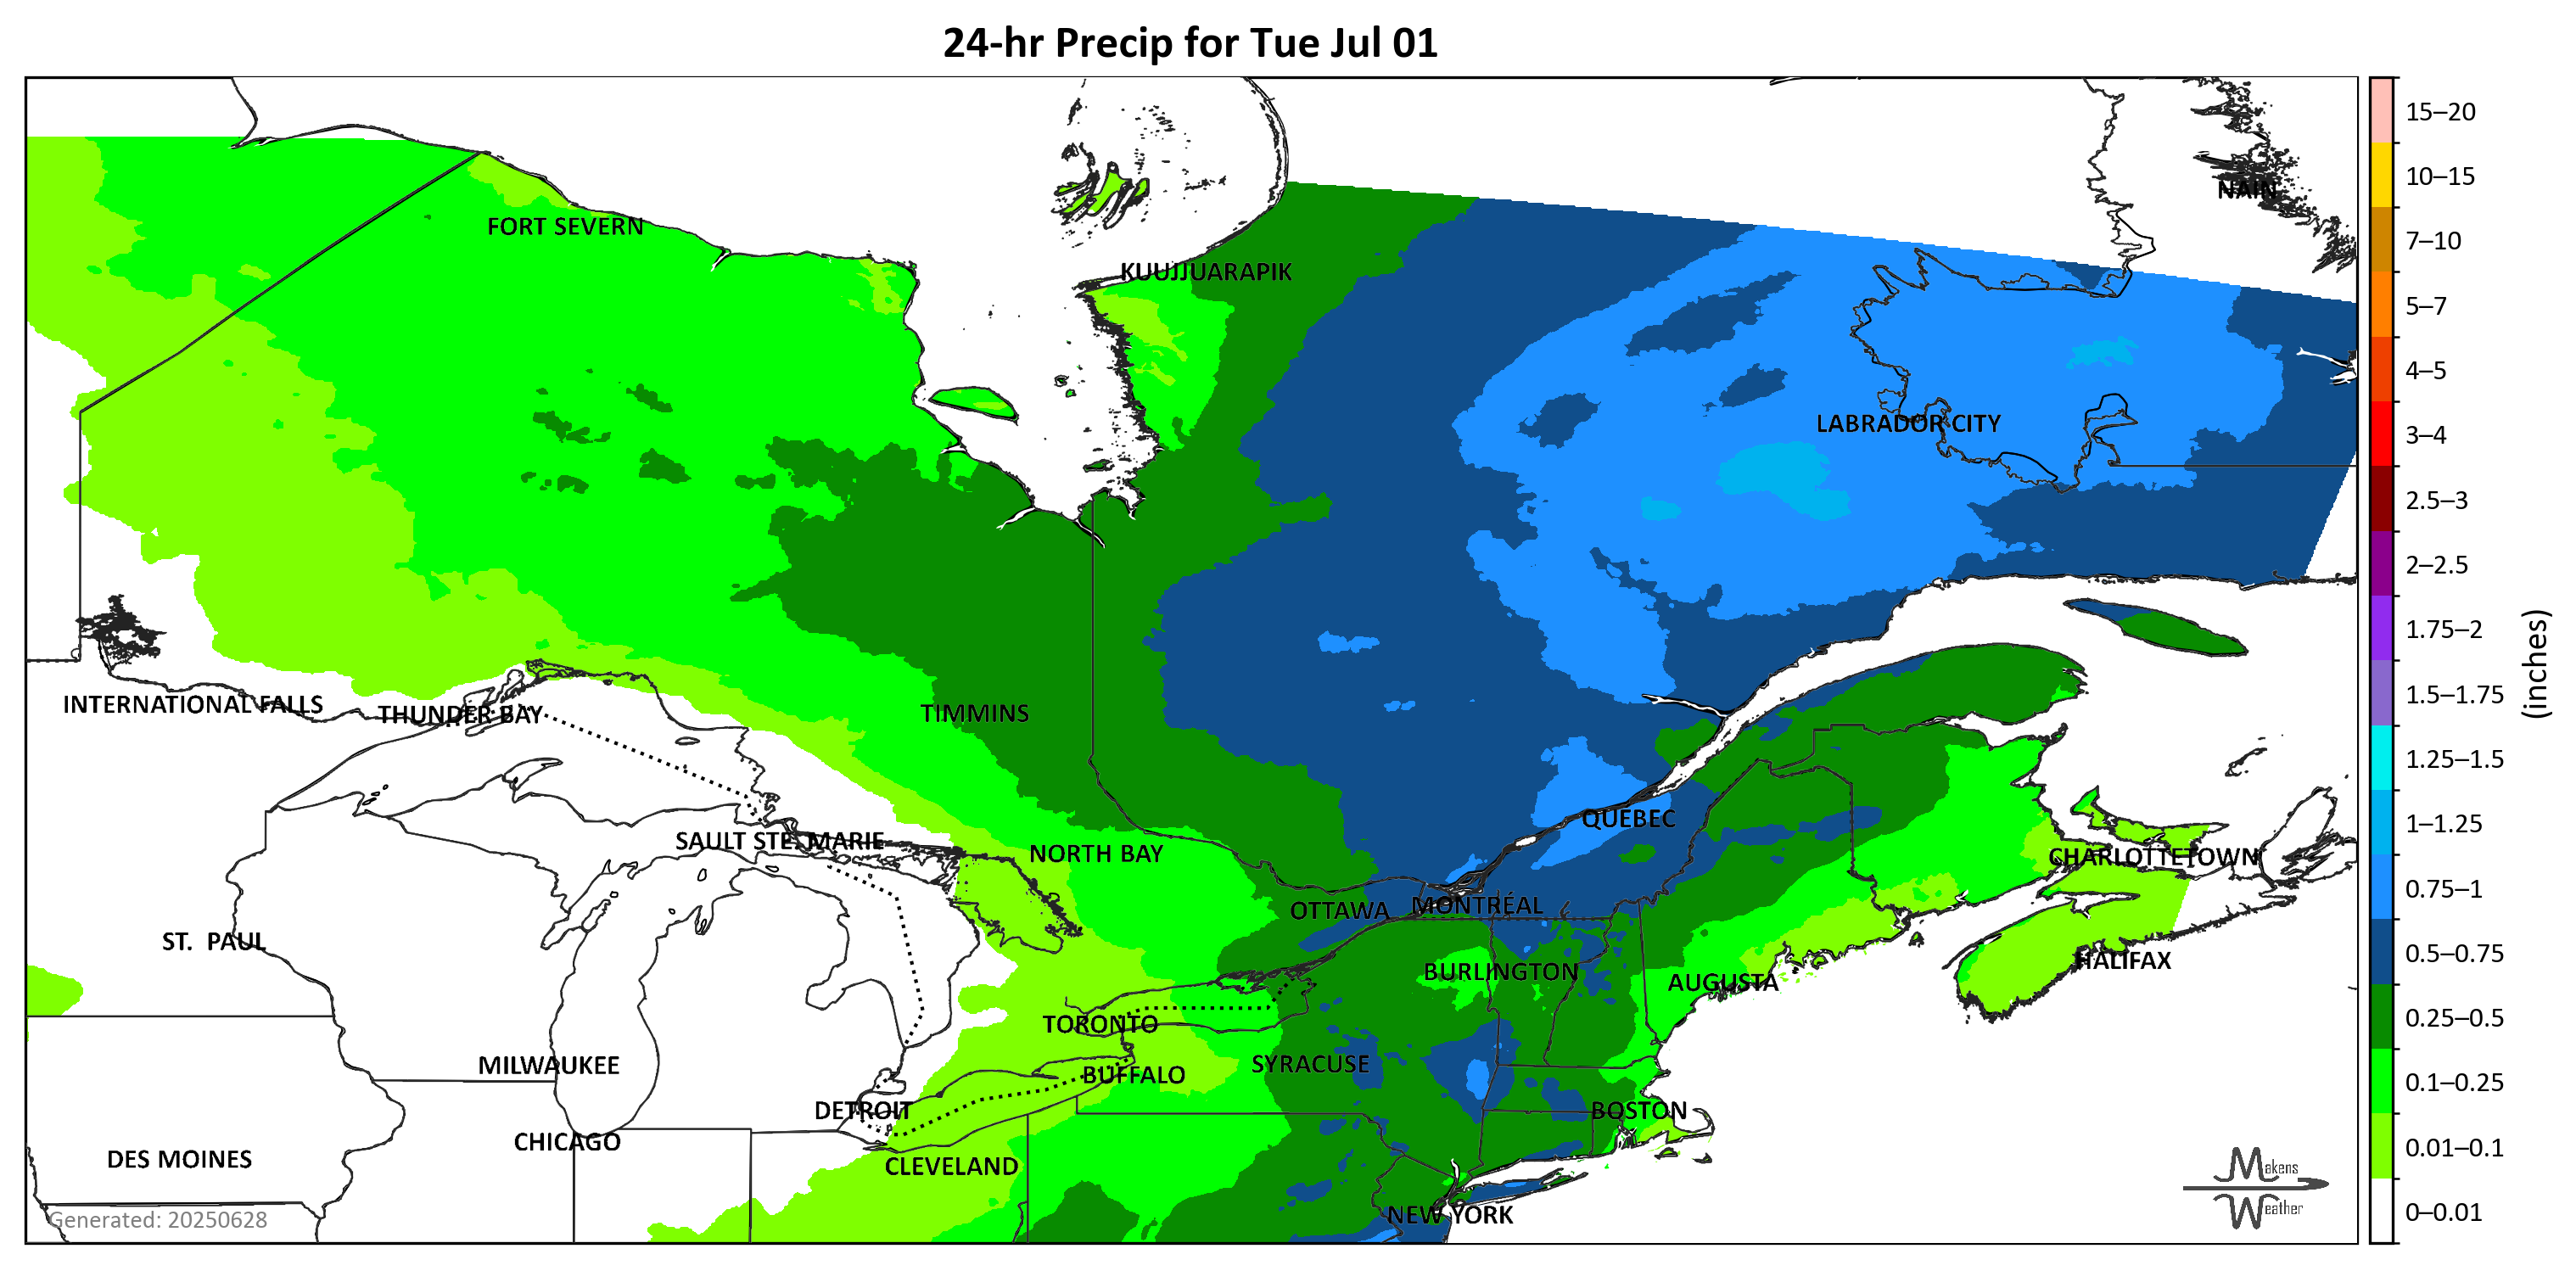 24-hr Precip for Tue Jul 01
NAIN
FORT SEVERN
KUUJJUARAPIK
LABRADOR CITY
INTERNATIONAL FALLS
THUNDER BAY
TIMMINS
QUEBEC
SAULT STE. MARIE
NORTH BAY
CHARLOTTETOWN
OTTAWA
MONTRÉAL
ST. PAUL
HALIFAX
BURLINGTON
AUGUSTA
TORONTO
MILWAUKEE
SYRACUSE
BUFFALO
DETROIT
BOSTON
CHICAGO
DES MOINES
CLEVELAND
NEW YORK
Generated: 20250628
Makens
Weather
15–20
10–15
7–10
5–7
4–5
3–4
2.5–3
2–2.5
1.75–2
1.5–1.75
1.25–1.5
1–1.25
0.75–1
0.5–0.75
0.25–0.5
0.1–0.25
0.01–0.1
0–0.01
(inches)